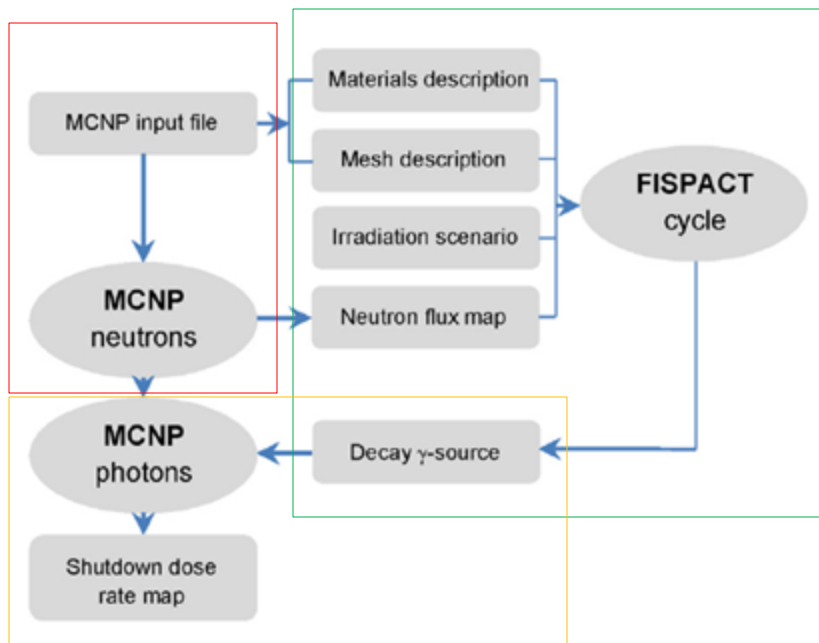 MCNP input file
Materials description
Mesh description
Irradiation scenario
Neutron flux map
FISPACT
cycle
MCNP
neutrons
MCNP
photons
Decay γ-source
Shutdown dose
rate map